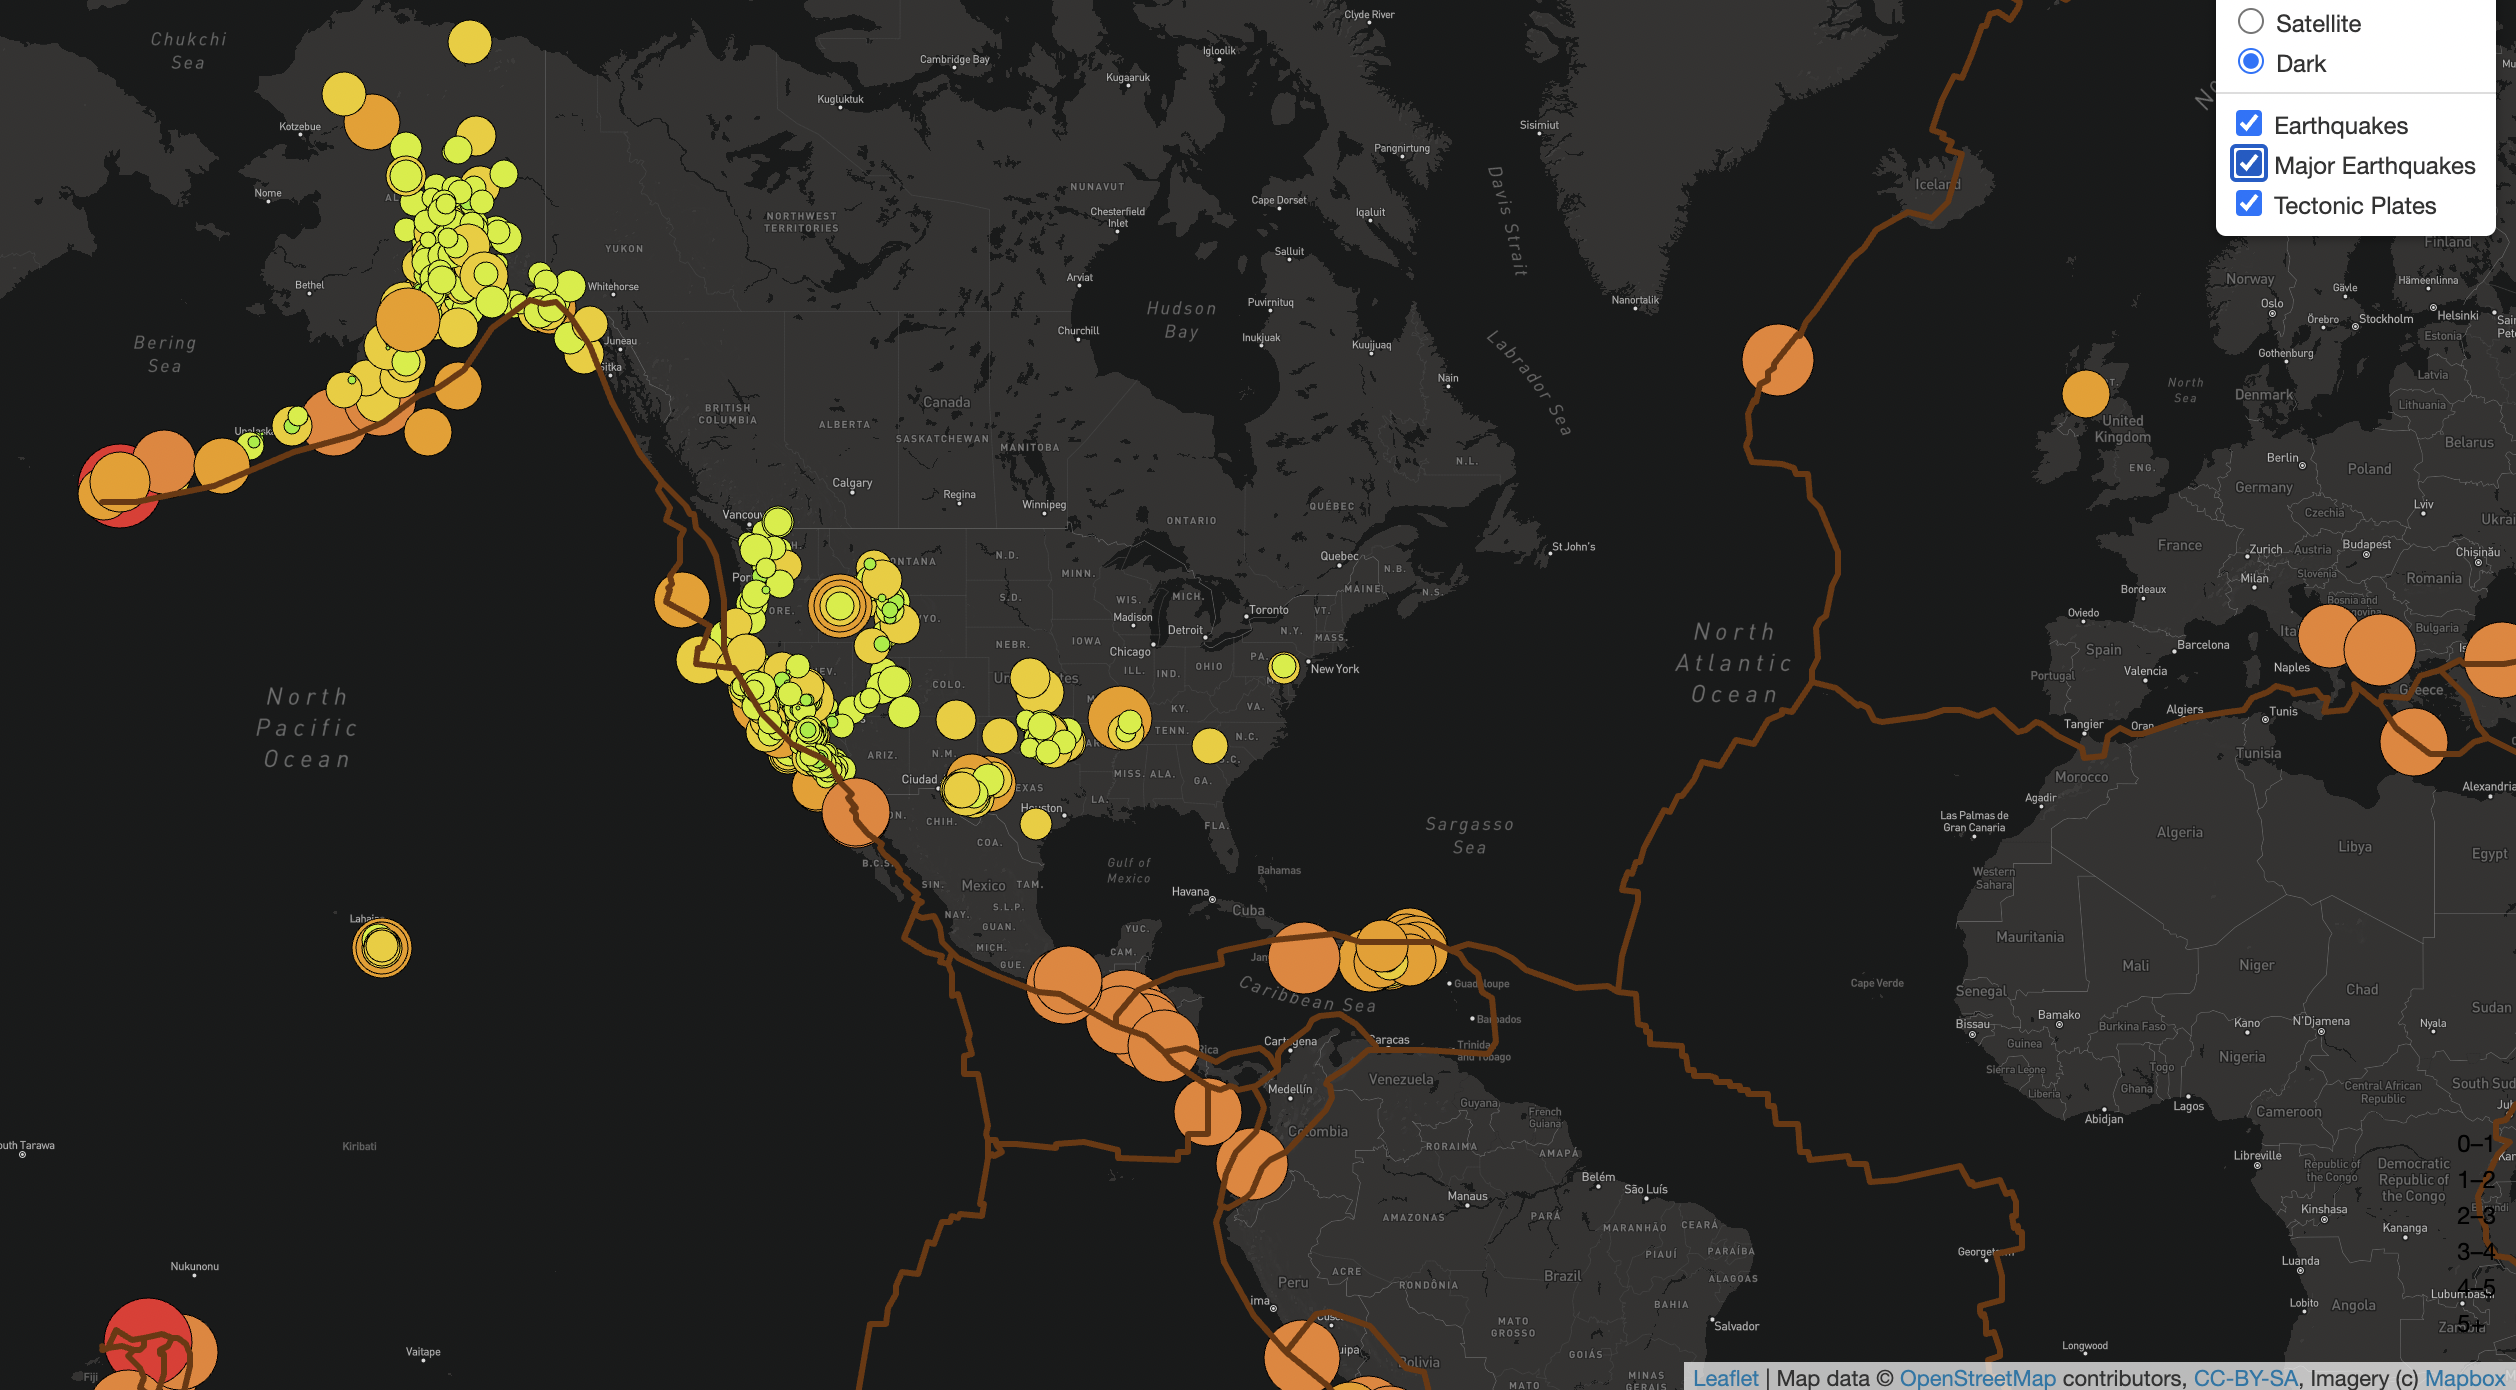 Clyde River
Satellite
Chukchi
Sea
Igloolik
Cambridge Bay
Dark
Kugaaruk
Kugluktuk
Kotzebue
Sisimiut
Earthquakes
Pangnirtung
Major Earthquakes
Iceland
NUNAVUT
Nome
Davis Strait
Cape Dorset
Tectonic Plates
NORTHWEST
TERRITORIES
Chesterfield
Inlet
Iqaluit
YUKON
Salluit
Finland
Arviat
Norway
Hämeenlinna
Bethel
Whitehorse
Hudson
Bay
Puvirnituq
Nanortalik
Oslo
Gävle
Örebro
Stockholm
Helsinki
Churchill
Inukjuak
Kuujjuaq
Labrador Sea
Bering
Sea
Juneau
Estonia
Gothenburg
Sitka
Nain
Latvia
North
Sea
Denmark
Lithuania
BRITISH
COLUMBIA
Canada
ALBERTA
SASKATCHEWAN
MANITOBA
United
Kingdom
Belarus
N.L.
ENG.
Berlin
Poland
Calgary
Regina
Winnipeg
Germany
QUÉBEC
Czechia
Lviv
Vancouv
ONTARIO
Ukrai
France
St John's
Zurich
Austria
Budapest
Chișinău
N.D.
MINN.
Quebec
N.B.
Slovenia
Romania
Milan
ONTANA
MAINE
N.S.
Bordeaux
Bosnia and
Por
ORE.
S.D.
WIS.
MICH.
Toronto
VT.
Oviedo
YO.
Madison
Detroit
N.Y.
MASS.
North
Atlantic
Ocean
Ita
Bulgaria
NEBR.
IOWA
Chicago
Spain
Barcelona
ILL.
IND.
OHIO
PA.
New York
Portugal
Valencia
Naples
EV.
COLO.
Greece
North
Pacific
Ocean
KY.
VA.
Algiers
Tunis
Tangier
Oran
ARIZ.
N.M.
TENN.
N.C.
Tunisia
Ciudad
MISS.
ALA.
GA.
Morocco
EXAS
LA.
Agadir
Alexandria
Houston
CHIH.
FLA.
Las Palmas de
Gran Canaria
Sargasso
Sea
Algeria
Libya
Egypt
COA.
B.C.S.
Gulf of
Mexico
Bahamas
Western
Sahara
SIN.
Mexico
TAM.
Havana
Cuba
NAY.
S.L.P.
Lahaina
GUAN.
YUC.
Mauritania
MICH.
CAM.
Mali
Niger
GUE.
Caribbean Sea
Guadeloupe
Cape Verde
Senegal
Chad
Sudan
Barbados
Bissau
Bamako
Burkina Faso
Kano
N'Djamena
Nyala
Cartagena
Caracas
Trinidad
and Tobago
Guinea
Nigeria
Rica
Sierra Leone
Togo
Ghana
Liberia
Central African
Republic
South Sud
Venezuela
Medellín
Guyana
French
Guiana
Abidjan
Lagos
Cameroon
Colombia
RORAIMA
AMAPÁ
outh Tarawa
Kiribati
0–1
Libreville
Republic of
the Congo
Democratic
Republic of
the Congo
1–2
Belém
São Luís
Manaus
Kinshasa
2–3
AMAZONAS
PARÁ
MARANHÃO
CEARÁ
Kananga
3–4
Nukunonu
PIAUÍ
PARAÍBA
Luanda
Peru
ACRE
RONDÔNIA
Brazil
ALAGOAS
4–5
Lubumbashi
ima
BAHIA
Lobito
Angola
MATO
GROSSO
Salvador
5+
Zambia
Vaitape
uipa
GOIÁS
Longwood
Bolivia
Fiji
MINAS
GERAIS
MATO
Leaflet | Map data © OpenStreetMap contributors, CC-BY-SA, Imagery (c) Mapbox